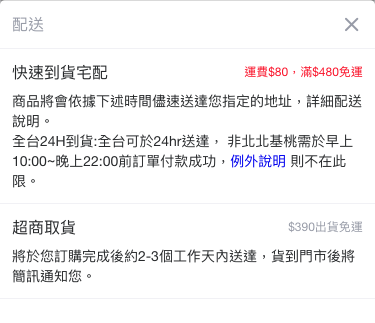 配送
快速到貨宅配
運費$80，滿$480免運
商品將會依據下述時間儘速送達您指定的地址，詳細配送
說明。
全台24H到貨:全台可於24hr送達， 非北北基桃需於早上
10:00~晚上22:00前訂單付款成功，例外說明 則不在此
限。
超商取貨
$390出貨免運
將於您訂購完成後約2-3個工作天內送達，貨到門市後將
簡訊通知您。